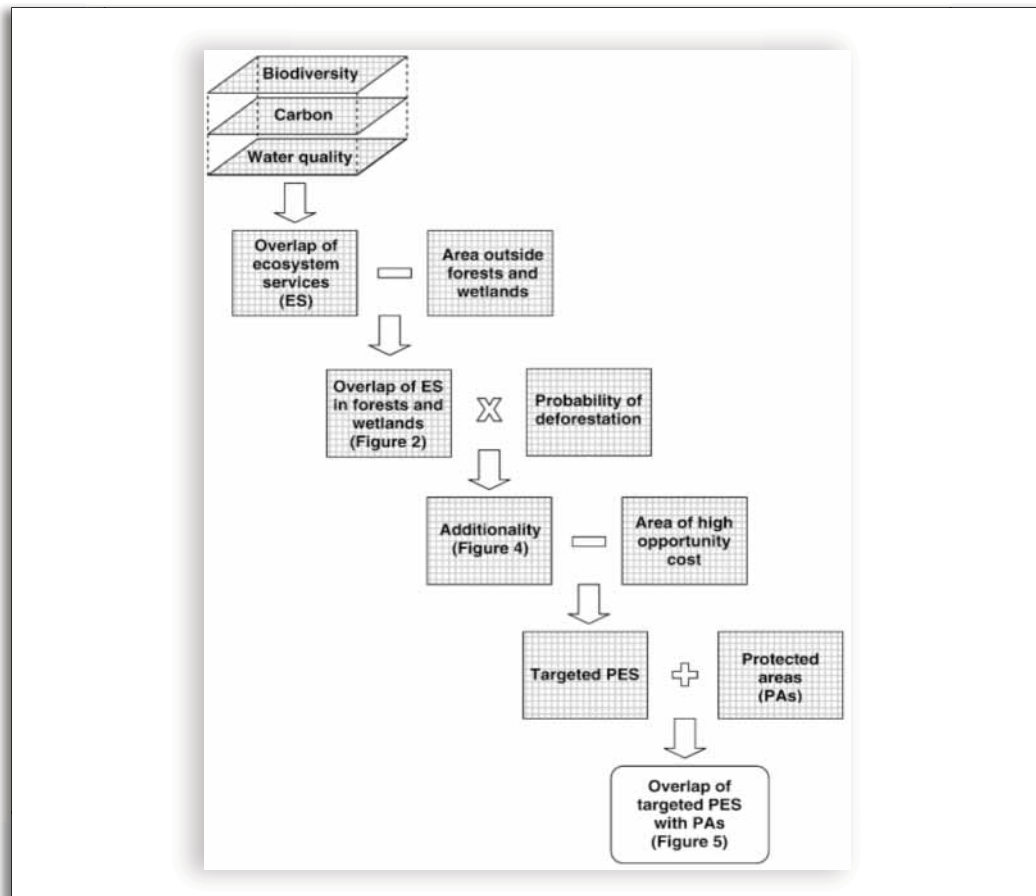 Biodiversity
Carbon
Water quality
Overlap of
ecosystem
services
(ES)
Area outside
forests and
wetlands
Overlap of ES
in forests and
wetlands
(Figure 2)
X
Probability of
deforestation
Additionality
(Figure 4)
Area of high
opportunity
cost
Targeted PES
Protected
areas
(PAs)
Overlap of
targeted PES
with PAs
(Figure 5)